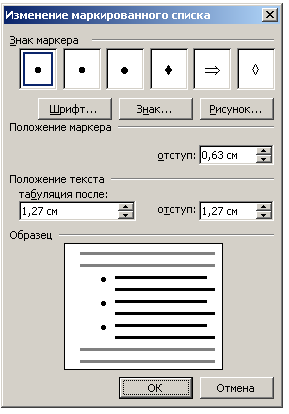 Изменение маркированного списка
Знак маркера
Шрифт... Знак... Рисунок...
Положение маркера
отступ: 0,63 см
Положение текста
табуляция после:
1,27 см отступ: 1,27 см
Образец
ОК Отмена